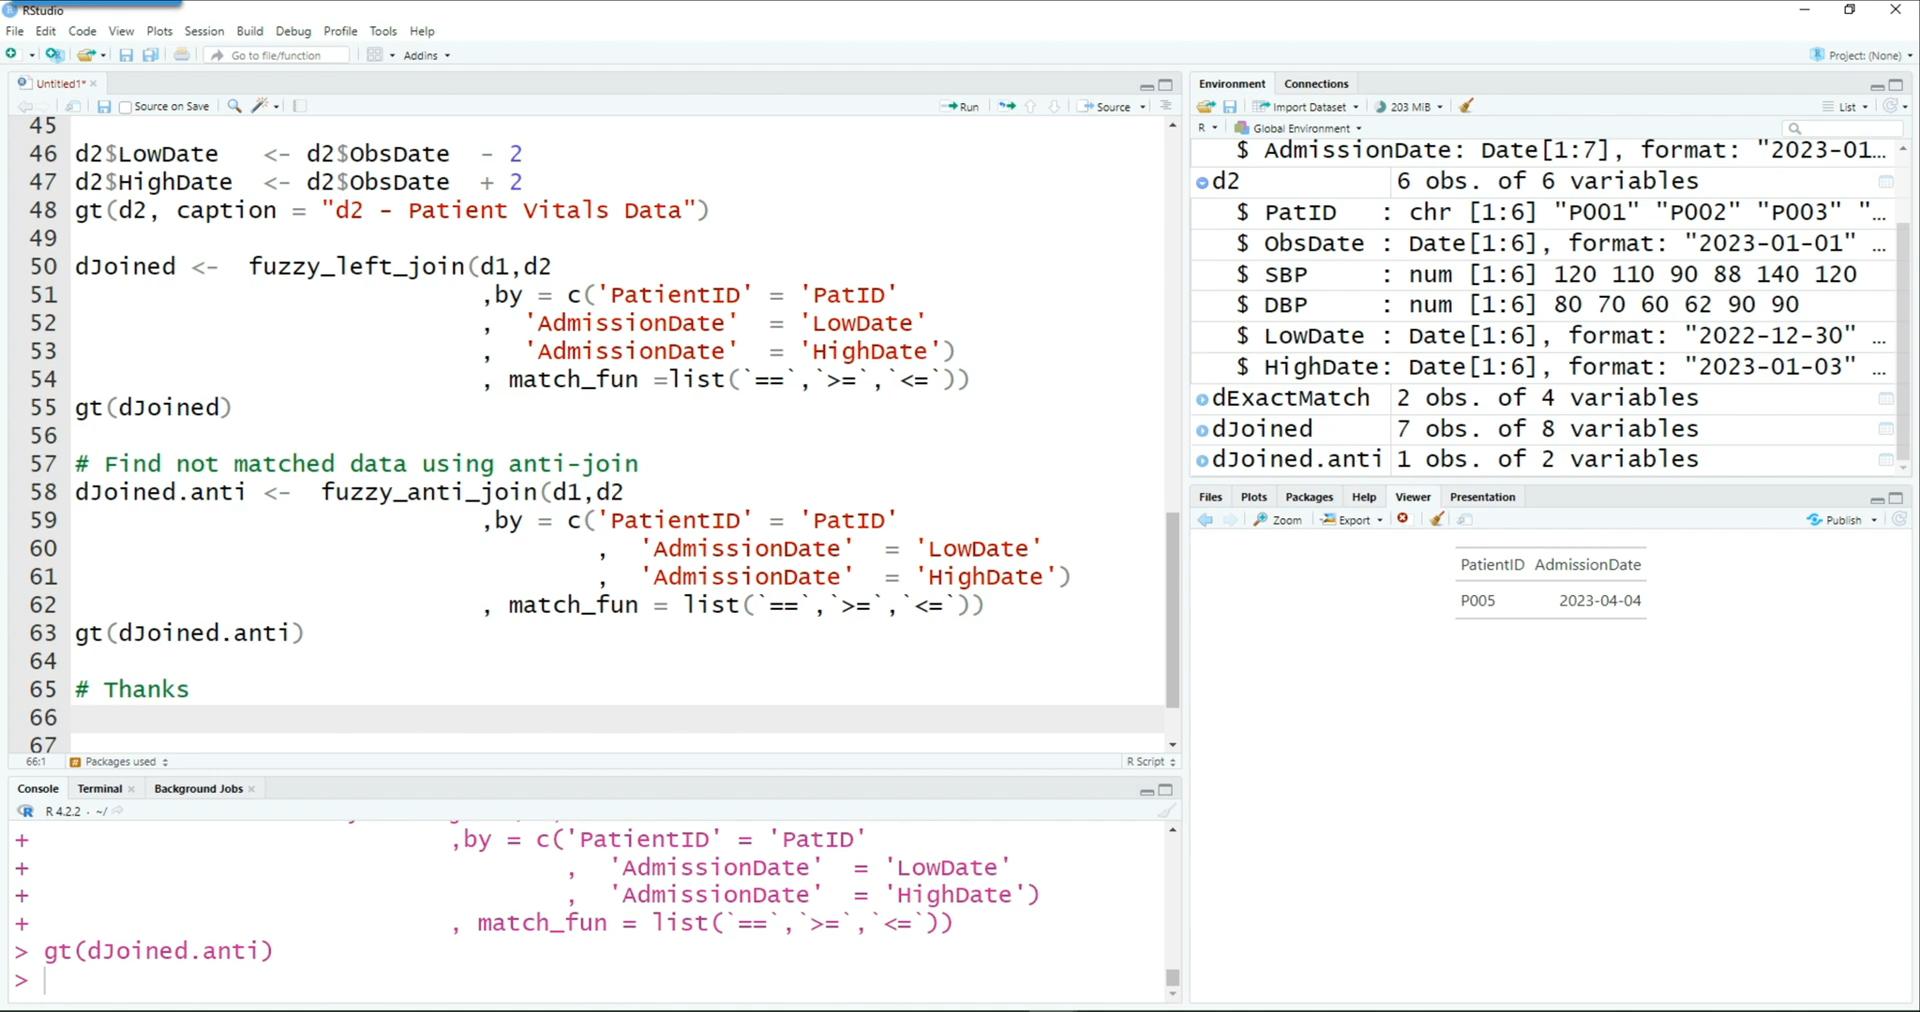 RStudio
File Edit Code View Plots Session Build Debug Profile Tools Help
Go to file/function Addins Project: (None)
Untitled1*
Source on Save Run Source
45
46 d2$LowDate <- d2$ObsDate - 2
47 d2$HighDate <- d2$ObsDate + 2
48 gt(d2, caption = "d2 - Patient Vitals Data")
49
50 dJoined <- fuzzy_left_join(d1,d2
51 ,by = c('PatientID' = 'PatID'
52 , 'AdmissionDate' = 'LowDate'
53 , 'AdmissionDate' = 'HighDate')
54 , match_fun =list(`==`,`>=`,`<=`))
55 gt(dJoined)
56
57 # Find not matched data using anti-join
58 dJoined.anti <- fuzzy_anti_join(d1,d2
59 ,by = c('PatientID' = 'PatID'
60 , 'AdmissionDate' = 'LowDate'
61 , 'AdmissionDate' = 'HighDate')
62 , match_fun = list(`==`,`>=`,`<=`))
63 gt(dJoined.anti)
64
65 # Thanks
66
67
66:1 Packages used R Script
Console Terminal Background Jobs
R 4.2.2 · ~/
+ ,by = c('PatientID' = 'PatID'
+ , 'AdmissionDate' = 'LowDate'
+ , 'AdmissionDate' = 'HighDate')
+ , match_fun = list(`==`,`>=`,`<=`))
> gt(dJoined.anti)
>
Environment Connections
Import Dataset 203 MiB List
R Global Environment
$ AdmissionDate: Date[1:7], format: "2023-01...
d2 6 obs. of 6 variables
$ PatID : chr [1:6] "P001" "P002" "P003" "...
$ ObsDate : Date[1:6], format: "2023-01-01" ...
$ SBP : num [1:6] 120 110 90 88 140 120
$ DBP : num [1:6] 80 70 60 62 90 90
$ LowDate : Date[1:6], format: "2022-12-30" ...
$ HighDate: Date[1:6], format: "2023-01-03" ...
dExactMatch 2 obs. of 4 variables
dJoined 7 obs. of 8 variables
dJoined.anti 1 obs. of 2 variables
Files Plots Packages Help Viewer Presentation
Zoom Export Publish
PatientID AdmissionDate
P005 2023-04-04